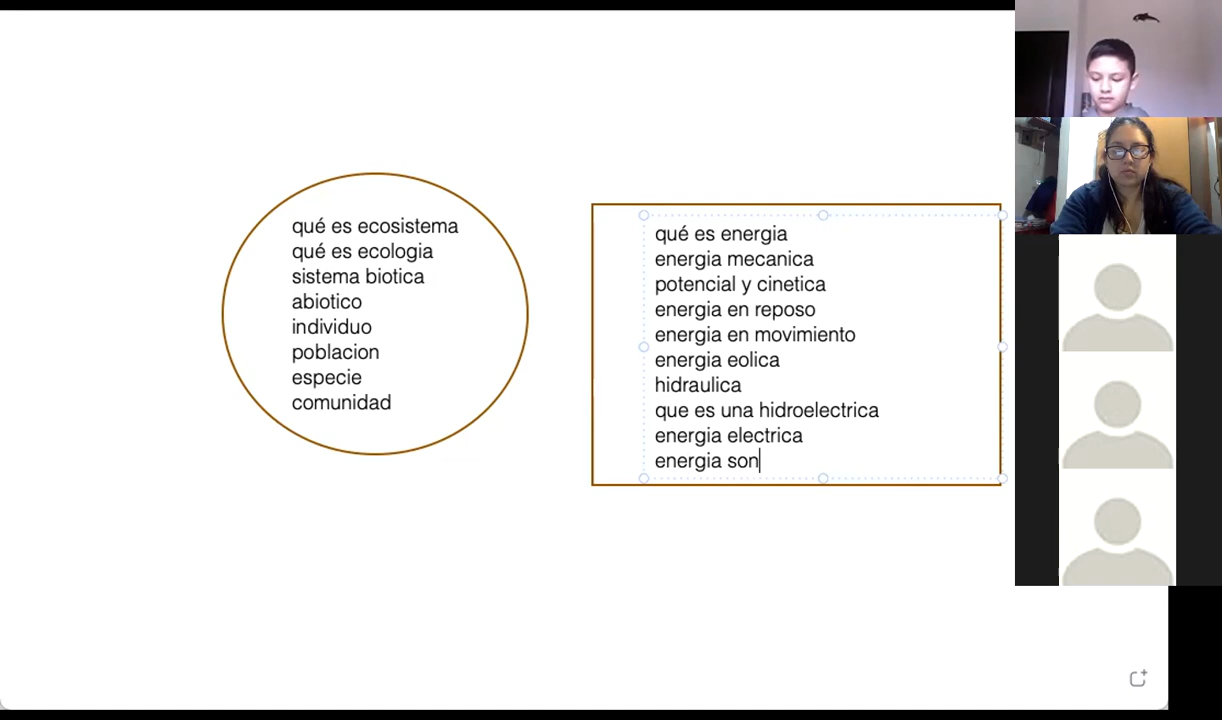 qué es ecosistema
qué es ecologia
sistema biotica
abiotico
individuo
poblacion
especie
comunidad
qué es energia
energia mecanica
potencial y cinetica
energia en reposo
energia en movimiento
energia eolica
hidraulica
que es una hidroelectrica
energia electrica
energia son